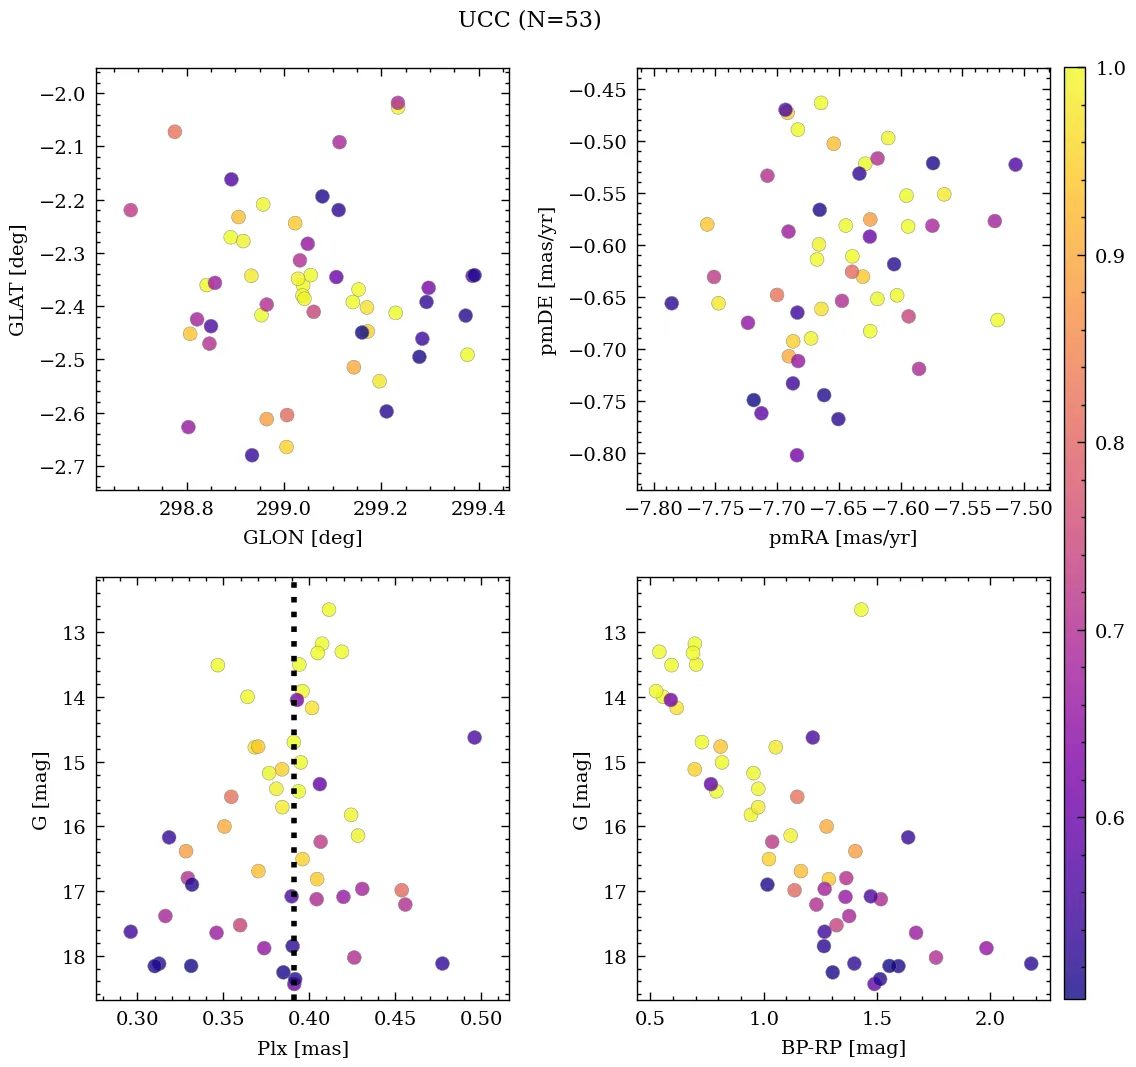 UCC (N=53)
−2.0
−2.1
−2.2
−2.3
−2.4
−2.5
−2.6
−2.7
GLAT [deg]
298.8 299.0 299.2 299.4
GLON [deg]
−0.45
−0.50
−0.55
−0.60
−0.65
−0.70
−0.75
−0.80
pmDE [mas/yr]
−7.80 −7.75 −7.70 −7.65 −7.60 −7.55 −7.50
pmRA [mas/yr]
1.0
0.9
0.8
0.7
0.6
13
14
15
16
17
18
G [mag]
0.30 0.35 0.40 0.45 0.50
Plx [mas]
13
14
15
16
17
18
G [mag]
0.5 1.0 1.5 2.0
BP-RP [mag]